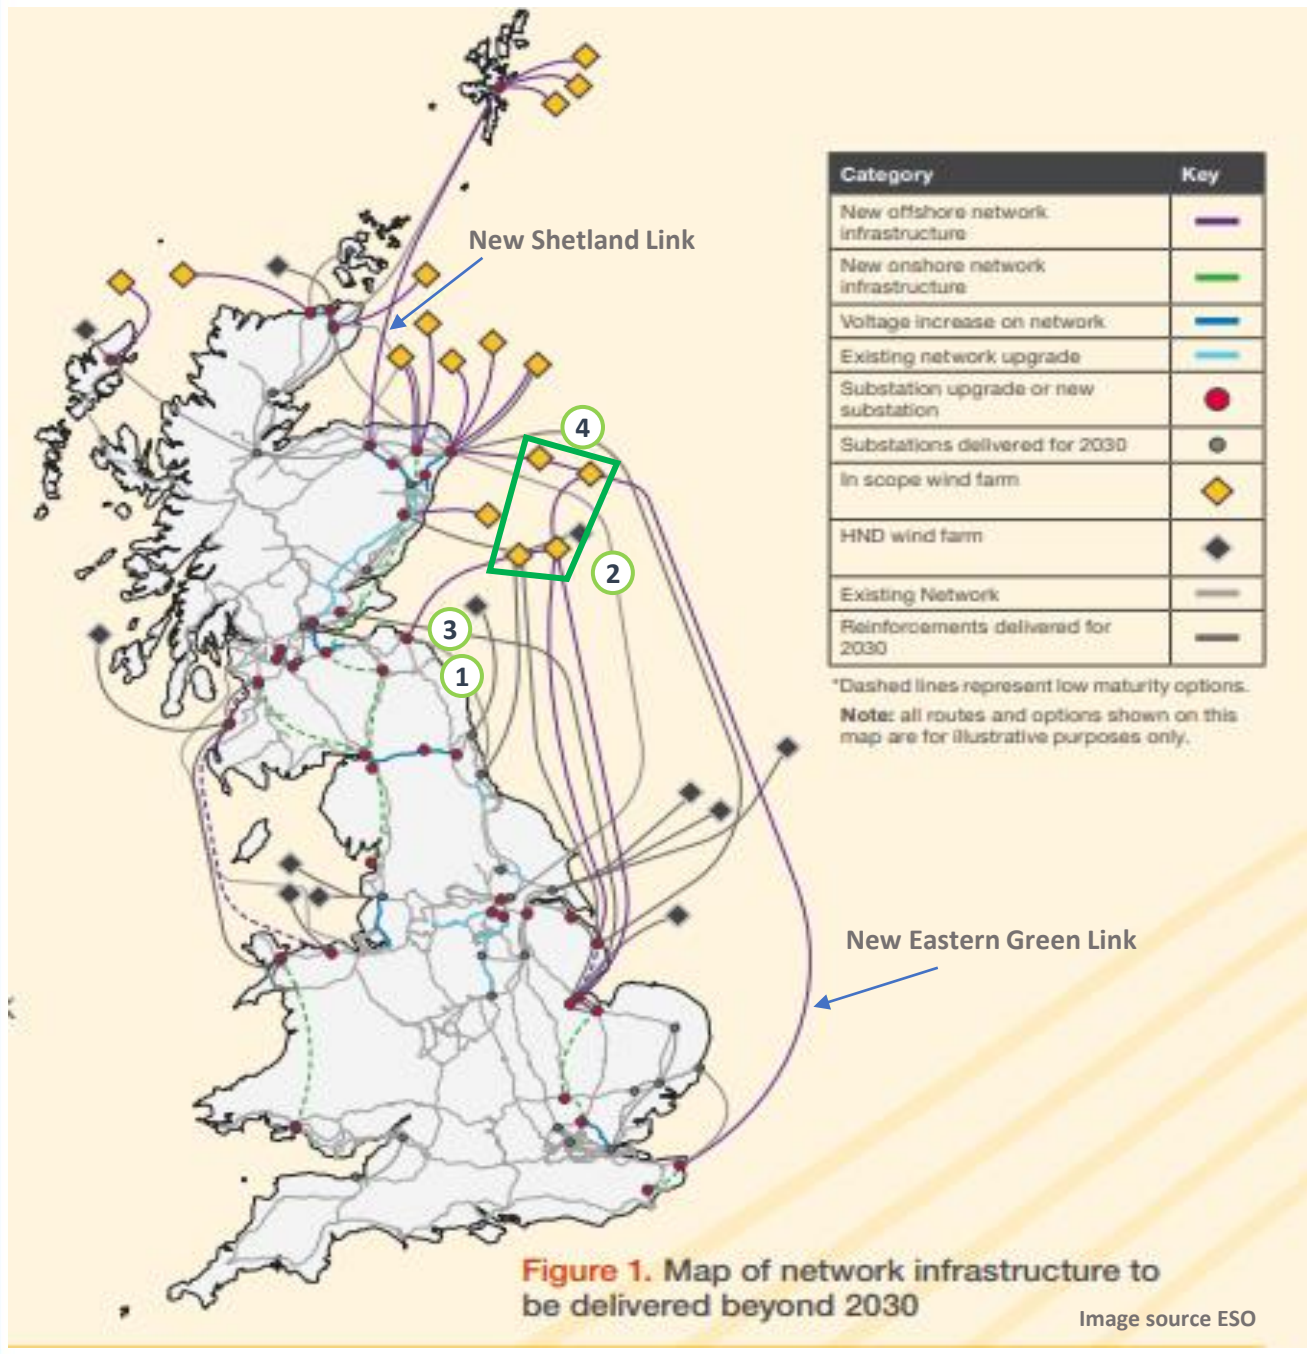 New Shetland Link
Category Key
New offshore network
infrastructure
New onshore network
infrastructure
Voltage increase on network
Existing network upgrade
Substation upgrade or new
substation
Substations delivered for 2030
In scope wind farm
HND wind farm
Existing Network
Reinforcements delivered for
2030
*Dashed lines represent low maturity options.
Note: all routes and options shown on this
map are for illustrative purposes only.
4
2
3
1
New Eastern Green Link
Figure 1. Map of network infrastructure to
be delivered beyond 2030
Image source ESO